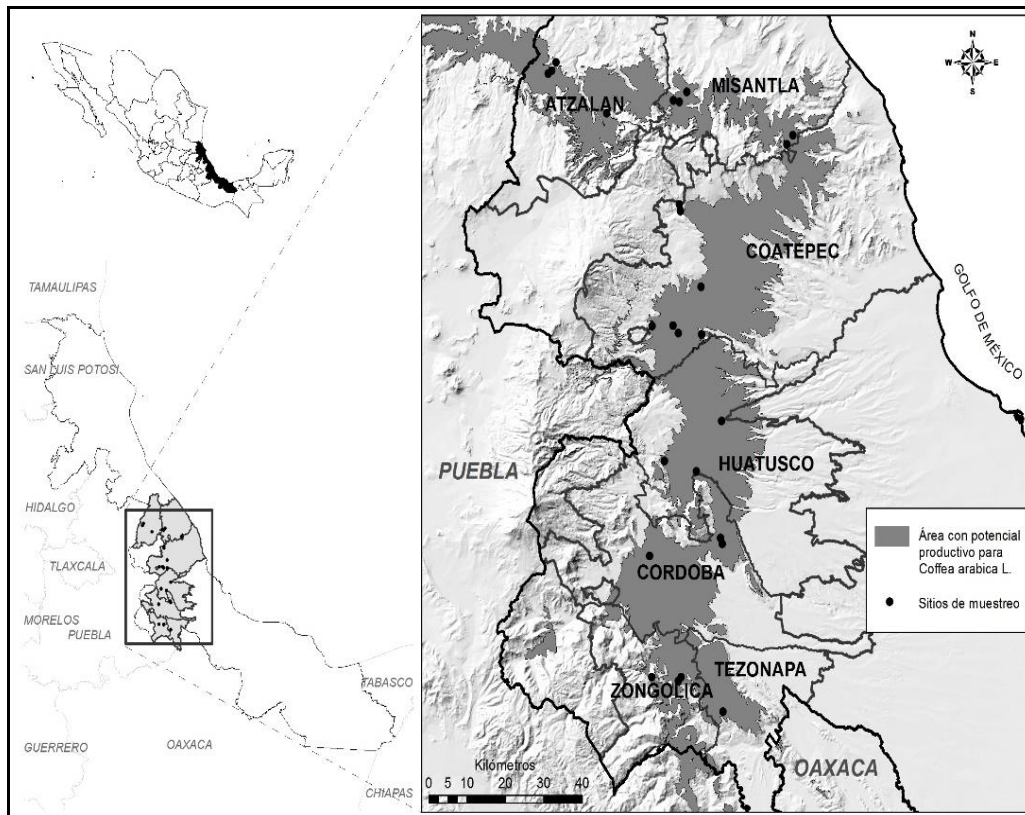 TAMAULIPAS
SAN LUIS POTOSI
HIDALGO
TLAXCALA
MORELOS
PUEBLA
GUERRERO
OAXACA
TABASCO
CHIAPAS
N
W E
S
MISANTLA
ATZALAN
COATEPEC
GOLFO DE MÉXICO
PUEBLA
HUATUSCO
CORDOBA
TEZONAPA
ZONGOLICA
OAXACA
Área con potencial
productivo para
Coffea arabica L.
Sitios de muestreo
Kilómetros
0 5 10 20 30 40